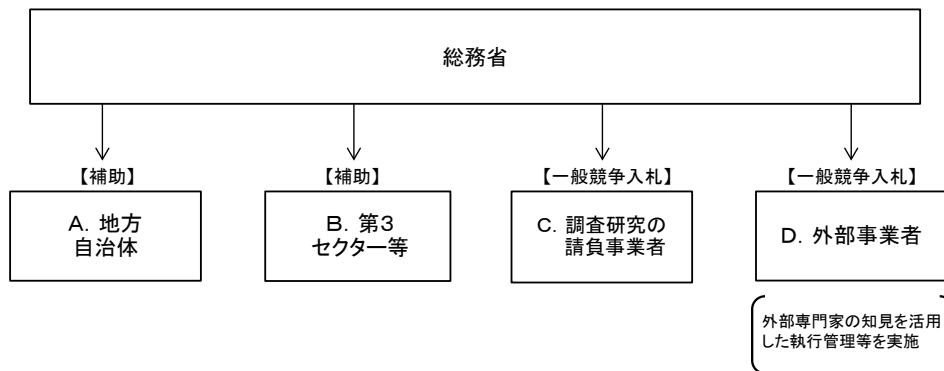 総務省
【補助】
【補助】
【一般競争入札】
【一般競争入札】
A. 地方
自治体
B. 第3
セクター等
C. 調査研究の
請負事業者
D. 外部事業者
外部専門家の知見を活用
した執行管理等を実施